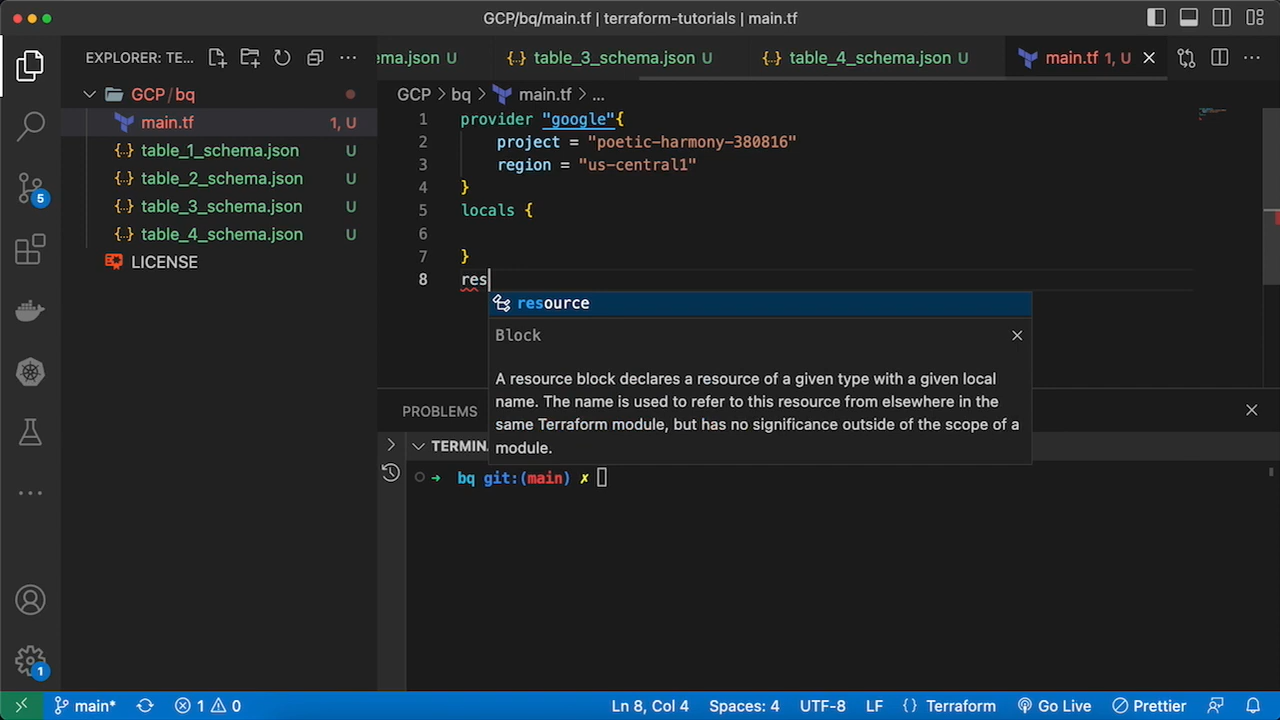 GCP/bq/main.tf | terraform-tutorials | main.tf
EXPLORER: TE...
ema.json U
{..} table_3_schema.json U
{..} table_4_schema.json U
main.tf 1, U
GCP / bq
main.tf 1, U
{..} table_1_schema.json U
{..} table_2_schema.json U
{..} table_3_schema.json U
{..} table_4_schema.json U
LICENSE
5
1
GCP > bq > main.tf > ...
1 provider "google"{
2 project = "poetic-harmony-380816"
3 region = "us-central1"
4 }
5 locals {
6
7 }
8 res
resource
Block
A resource block declares a resource of a given type with a given local
name. The name is used to refer to this resource from elsewhere in the
same Terraform module, but has no significance outside of the scope of a
module.
PROBLEMS
TERMIN
bq git:(main) ✗
main* 1 0
Ln 8, Col 4 Spaces: 4 UTF-8 LF {} Terraform Go Live Prettier